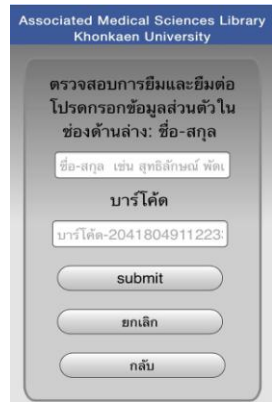 Associated Medical Sciences Library
Khonkaen University
ตรวจสอบการยืมและยืมต่อ
โปรดกรอกข้อมูลส่วนตัวใน
ช่องด้านล่าง: ชื่อ-สกุล
ชื่อ-สกุล เช่น สุทธิลักษณ์
บาร์โค้ด
บาร์โค้ด-2041804911223
submit
ยกเลิก
กลับ